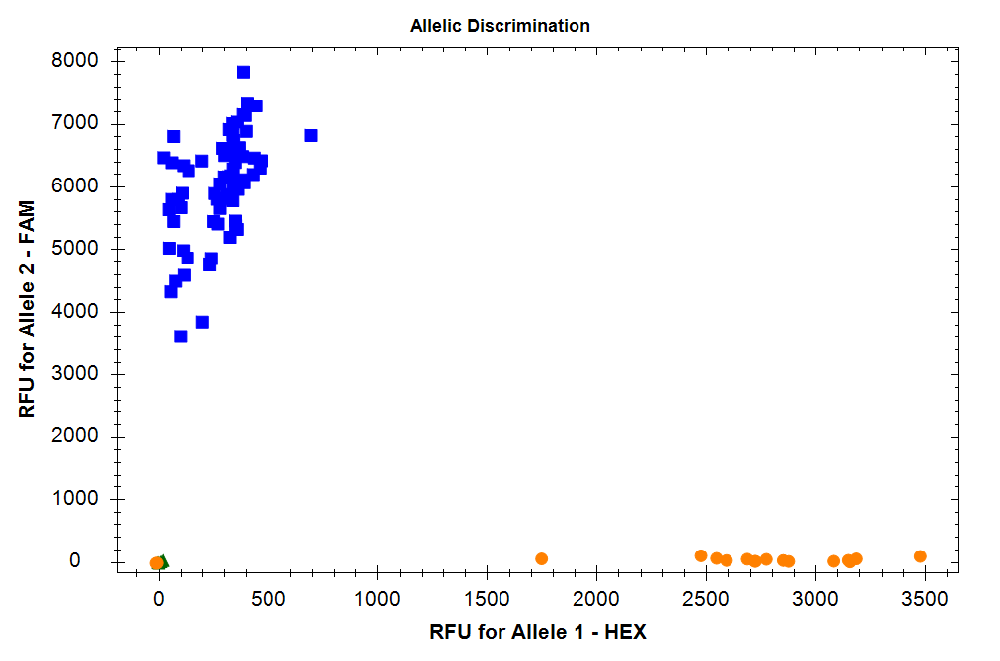 Allelic Discrimination
RFU for Allele 2 - FAM
8000
7000
6000
5000
4000
3000
2000
1000
0
0 500 1000 1500 2000 2500 3000 3500
RFU for Allele 1 - HEX